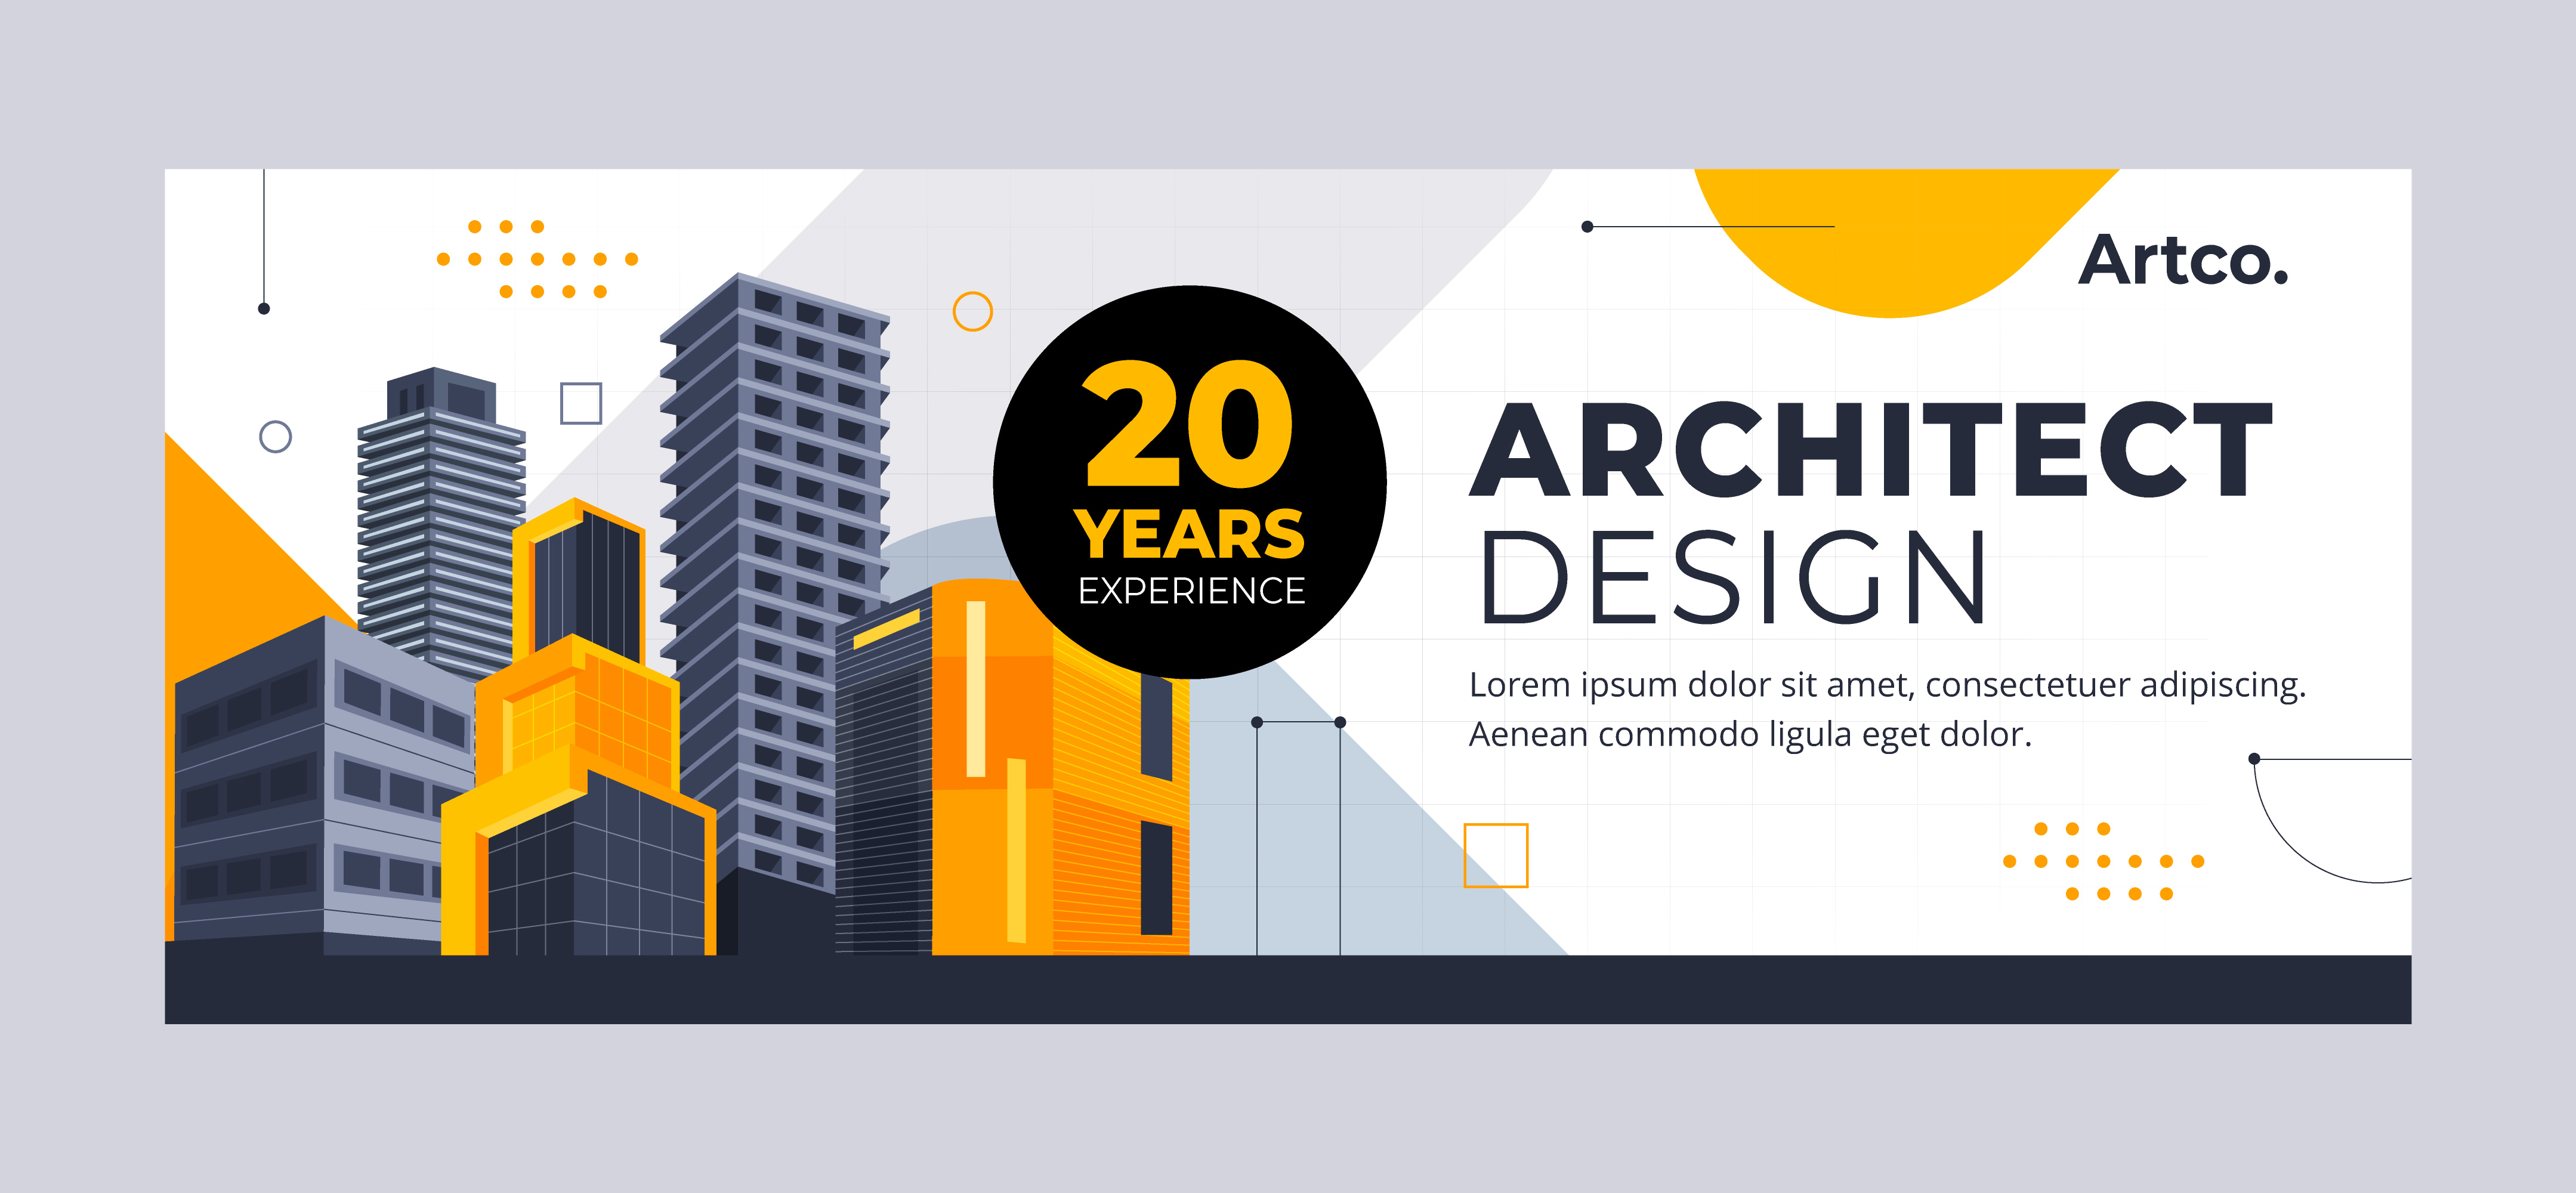 Artco.
20
YEARS
EXPERIENCE
ARCHITECT
DESIGN
Lorem ipsum dolor sit amet, consectetuer adipiscing.
Aenean commodo ligula eget dolor.